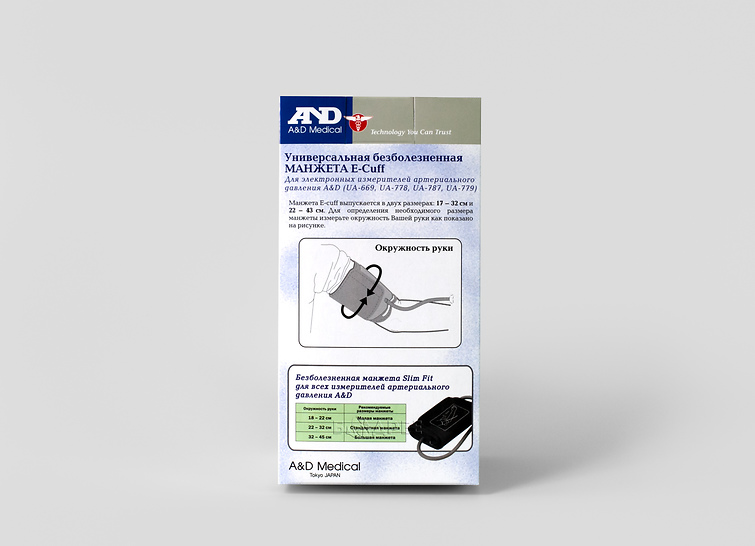 AND
A&D Medical
Technology You Can Trust
Универсальная безболезненная
МАНЖЕТА E-Cuff
Для электронных измерителей артериального
давления A&D (UA-669, UA-778, UA-787, UA-779)
Манжета E-cuff выпускается в двух размерах: 17 – 32 см и
22 – 43 см. Для определения необходимого размера
манжеты измерьте окружность Вашей руки как показано
на рисунке.
Окружность руки
Безболезненная манжета Slim Fit
для всех измерителей артериального
давления A&D
Окружность руки Рекомендуемые
размеры манжеты
18 – 22 см Малая манжета
22 – 32 см Стандартная манжета
32 – 45 см Большая манжета
A&D Medical
Tokyo JAPAN